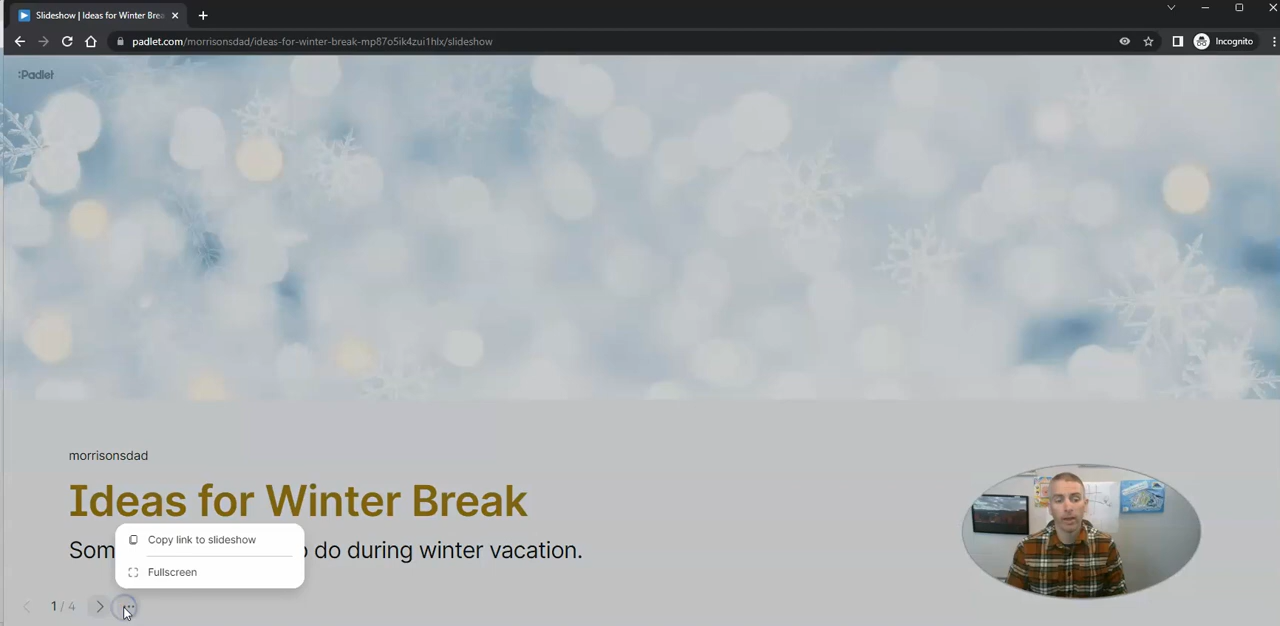 Slideshow | Ideas for Winter Brea
padlet.com/morrisonsdad/ideas-for-winter-break-mp87o5ik4zui1hlx/slideshow
Incognito
:Padlet
morrisonsdad
Ideas for Winter Break
Som
o do during winter vacation.
Copy link to slideshow
Fullscreen
1 / 4